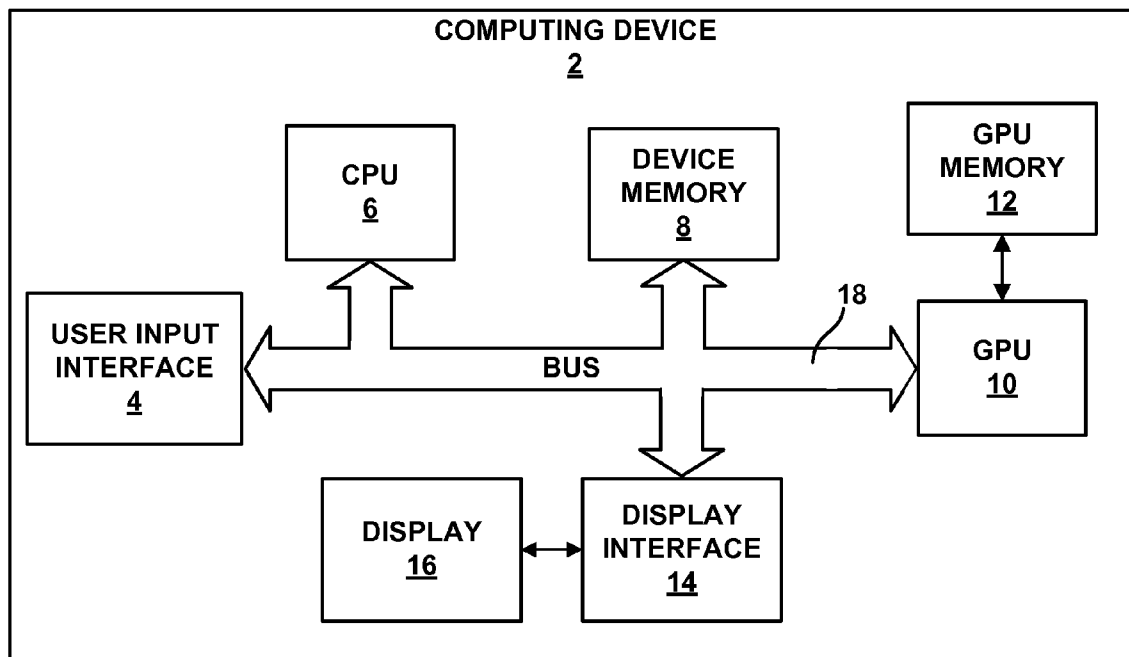 COMPUTING DEVICE
2
CPU
6
DEVICE
MEMORY
8
GPU
MEMORY
12
USER INPUT
INTERFACE
4
BUS
18
GPU
10
DISPLAY
16
DISPLAY
INTERFACE
14